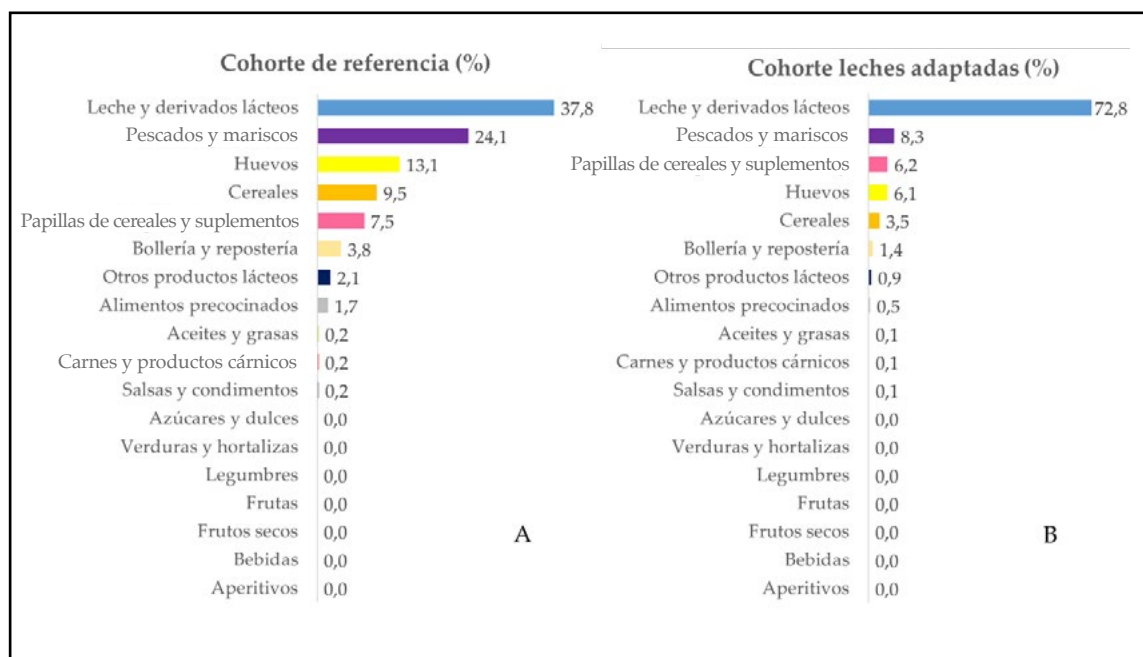 Cohorte de referencia (%)
Leche y derivados lácteos 37,8
Pescados y mariscos 24,1
Huevos 13,1
Cereales 9,5
Papillas de cereales y suplementos 7,5
Bollería y repostería 3,8
Otros productos lácteos 2,1
Alimentos precocinados 1,7
Aceites y grasas 0,2
Carnes y productos cárnicos 0,2
Salsas y condimentos 0,2
Azúcares y dulces 0,0
Verduras y hortalizas 0,0
Legumbres 0,0
Frutas 0,0
Frutos secos 0,0
Bebidas 0,0
Aperitivos 0,0
A
Cohorte leches adaptadas (%)
Leche y derivados lácteos 72,8
Pescados y mariscos 8,3
Papillas de cereales y suplementos 6,2
Huevos 6,1
Cereales 3,5
Bollería y repostería 1,4
Otros productos lácteos 0,9
Alimentos precocinados 0,5
Aceites y grasas 0,1
Carnes y productos cárnicos 0,1
Salsas y condimentos 0,1
Azúcares y dulces 0,0
Verduras y hortalizas 0,0
Legumbres 0,0
Frutas 0,0
Frutos secos 0,0
Bebidas 0,0
Aperitivos 0,0
B